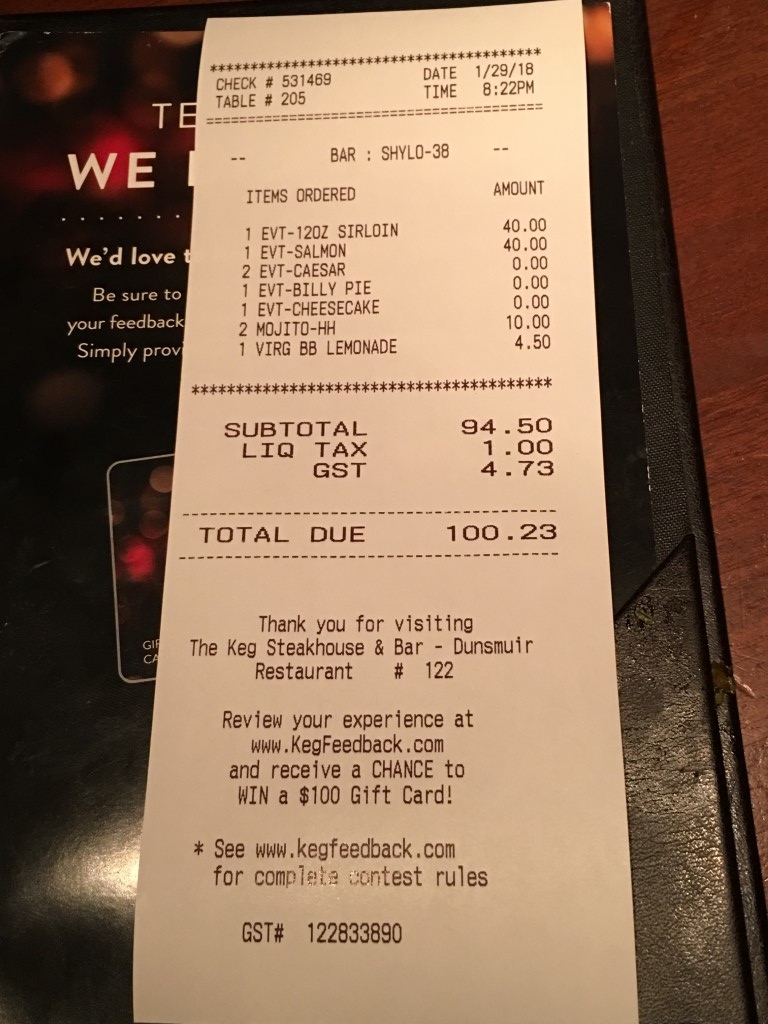 ****************************************
CHECK # 531469 DATE 1/29/18
TABLE # 205 TIME 8:22PM
========================================
-- BAR : SHYLO-38 --
ITEMS ORDERED AMOUNT
1 EVT-12OZ SIRLOIN 40.00
1 EVT-SALMON 40.00
2 EVT-CAESAR 0.00
1 EVT-BILLY PIE 0.00
1 EVT-CHEESECAKE 0.00
2 MOJITO-HH 10.00
1 VIRG BB LEMONADE 4.50
****************************************
SUBTOTAL 94.50
LIQ TAX 1.00
GST 4.73
----------------------------------------
TOTAL DUE 100.23
----------------------------------------
Thank you for visiting
The Keg Steakhouse & Bar - Dunsmuir
Restaurant # 122
Review your experience at
www.KegFeedback.com
and receive a CHANCE to
WIN a $100 Gift Card!
* See www.kegfeedback.com
for complete contest rules
GST# 122833890
TE
WE
We'd love t
Be sure to
your feedback
Simply provi
GIF
CA